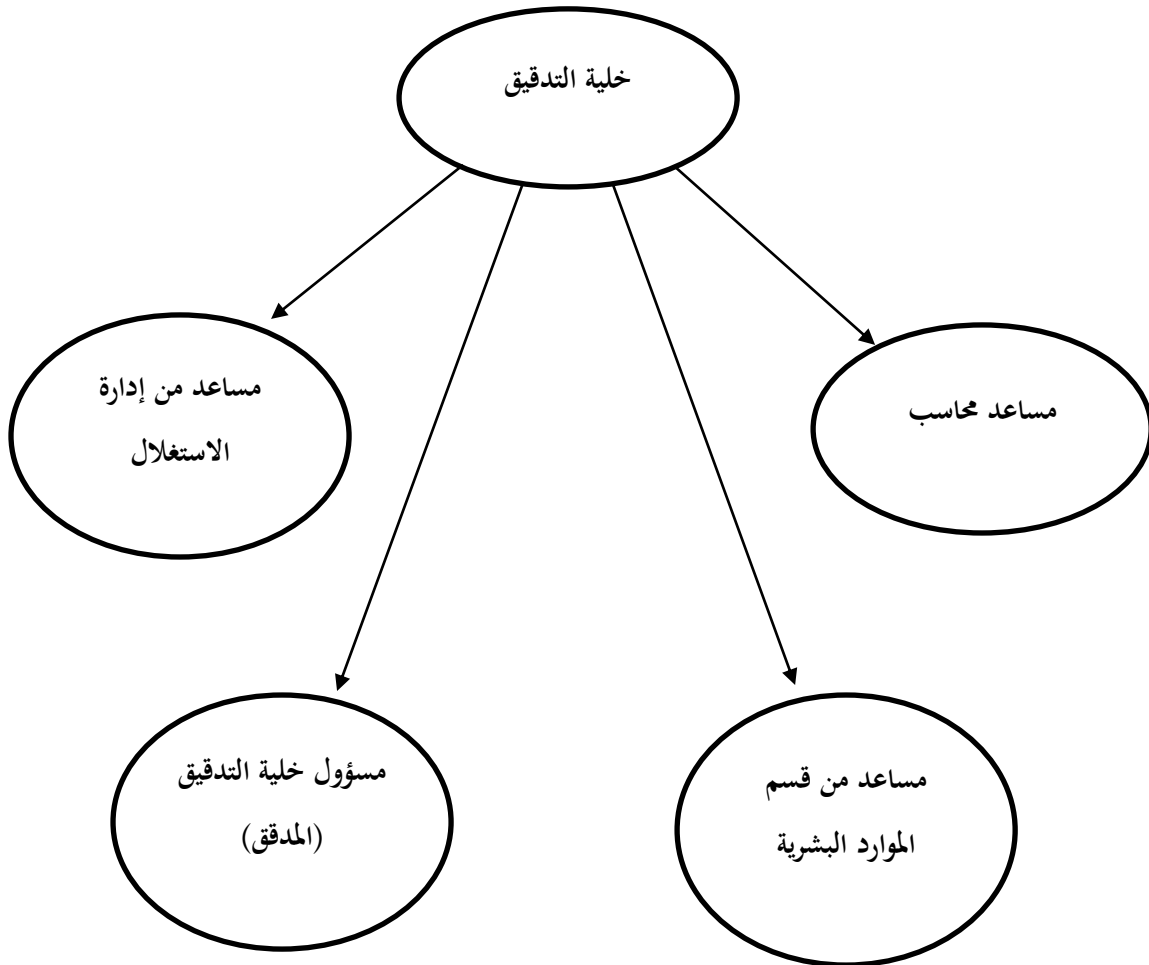 خلية التدقيق
مساعد محاسب
مساعد من إدارة
الاستغلال
مساعد من قسم
الموارد البشرية
مسؤول خلية التدقيق
(المدقق)